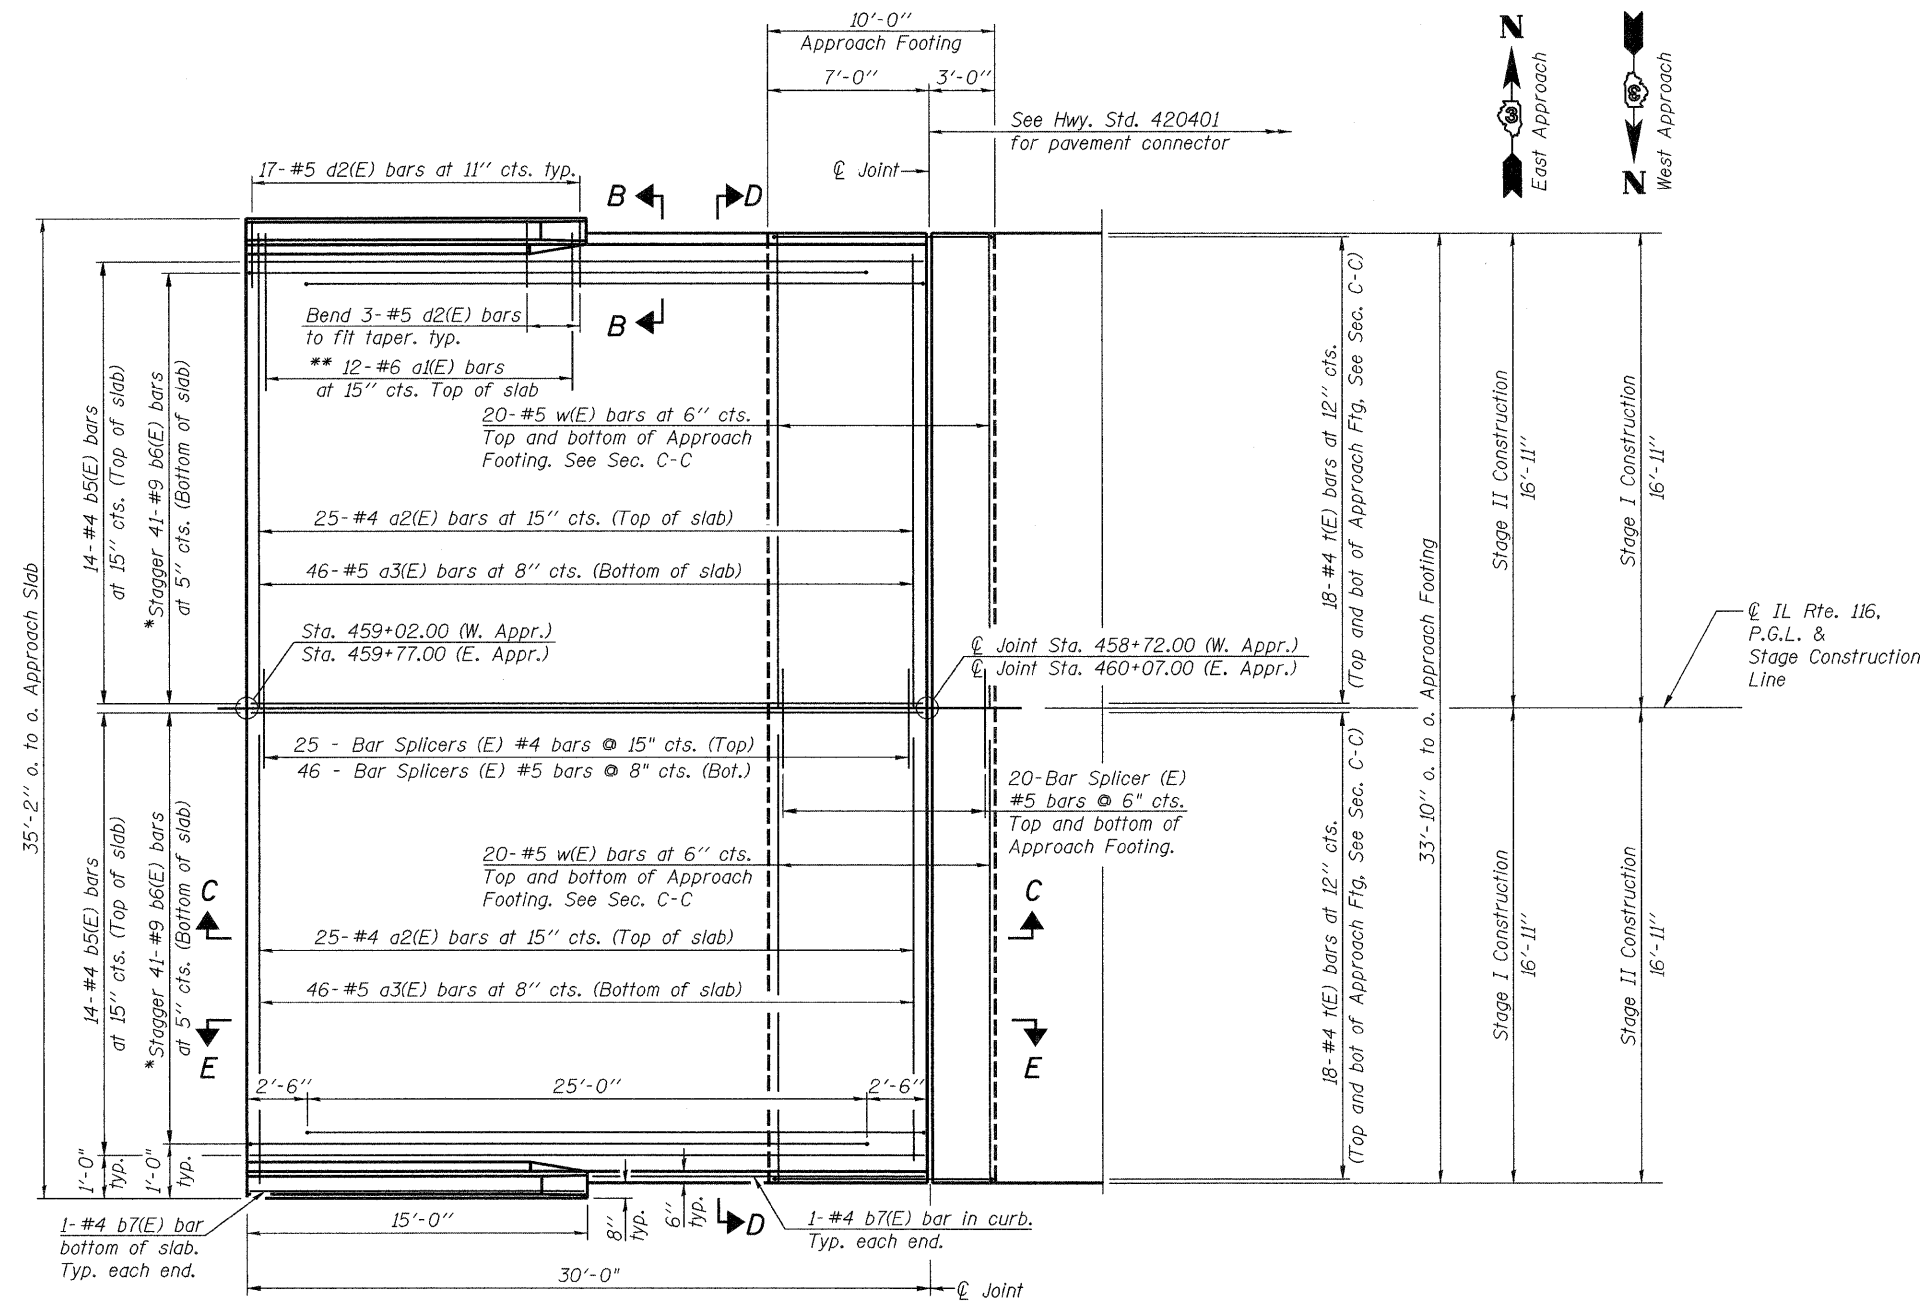 10'-0"
Approach Footing
7'-0"
3'-0"
See Hwy. Std. 420401
for pavement connector
℄ Joint
N
3
East Approach
3
N
West Approach
17-#5 d2(E) bars at 11" cts. typ.
B
D
Bend 3-#5 d2(E) bars
to fit taper. typ.
B
** 12-#6 a1(E) bars
at 15" cts. Top of slab
20-#5 w(E) bars at 6" cts.
Top and bottom of Approach
Footing. See Sec. C-C
25-#4 a2(E) bars at 15" cts. (Top of slab)
46-#5 a3(E) bars at 8" cts. (Bottom of slab)
Sta. 459+02.00 (W. Appr.)
Sta. 459+77.00 (E. Appr.)
℄ Joint Sta. 458+72.00 (W. Appr.)
℄ Joint Sta. 460+07.00 (E. Appr.)
35'-2" o. to o. Approach Slab
14-#4 b5(E) bars
at 15" cts. (Top of slab)
*Stagger 41-#9 b6(E) bars
at 5" cts. (Bottom of slab)
18-#4 t(E) bars at 12" cts.
(Top and bot of Approach Ftg, See Sec. C-C)
33'-10" o. to o. Approach Footing
Stage II Construction
16'-11"
Stage I Construction
16'-11"
℄ IL Rte. 116,
P.G.L. &
Stage Construction
Line
25 - Bar Splicers (E) #4 bars @ 15" cts. (Top)
46 - Bar Splicers (E) #5 bars @ 8" cts. (Bot.)
20-Bar Splicer (E)
#5 bars @ 6" cts.
Top and bottom of
Approach Footing.
20-#5 w(E) bars at 6" cts.
Top and bottom of Approach
Footing. See Sec. C-C
25-#4 a2(E) bars at 15" cts. (Top of slab)
46-#5 a3(E) bars at 8" cts. (Bottom of slab)
14-#4 b5(E) bars
at 15" cts. (Top of slab)
*Stagger 41-#9 b6(E) bars
at 5" cts. (Bottom of slab)
C
E
C
E
18-#4 t(E) bars at 12" cts.
(Top and bot of Approach Ftg, See Sec. C-C)
Stage I Construction
16'-11"
Stage II Construction
16'-11"
2'-6"
25'-0"
2'-6"
1'-0"
typ.
1'-0"
typ.
1-#4 b7(E) bar
bottom of slab.
Typ. each end.
15'-0"
8"
typ.
6"
typ.
D
1-#4 b7(E) bar in curb.
Typ. each end.
30'-0"
℄ Joint